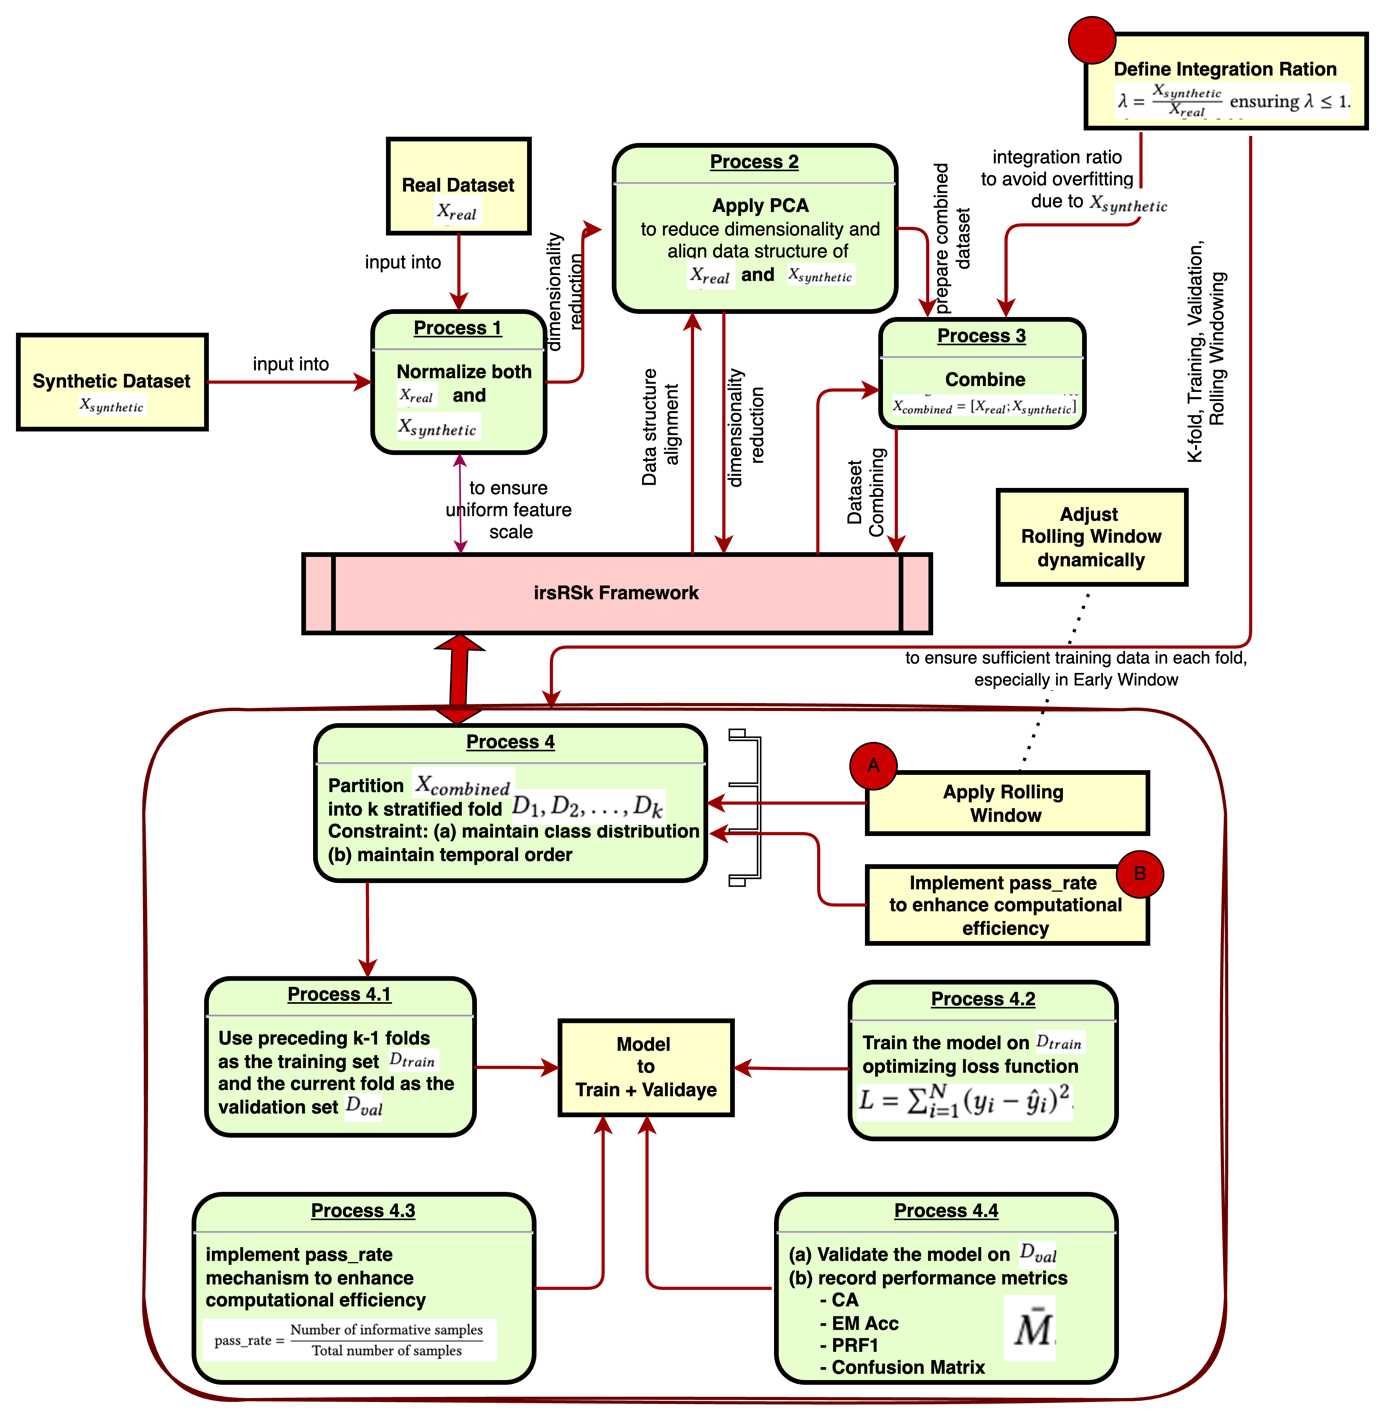 Define Integration Ration
λ = X_synthetic / X_real ensuring λ ≤ 1.
integration ratio
to avoid overfitting
due to X_synthetic
K-fold, Training, Validation,
Rolling Windowing
Real Dataset
X_real
input into
Synthetic Dataset
X_synthetic
input into
Process 1
Normalize both
X_real and
X_synthetic
dimensionality
reduction
Process 2
Apply PCA
to reduce dimensionality and
align data structure of
X_real and X_synthetic
prepare combined
dataset
Process 3
Combine
X_combined = [X_real; X_synthetic]
to ensure
uniform feature
scale
Data structure
alignment
dimensionality
reduction
Dataset
Combining
Adjust
Rolling Window
dynamically
irsRSk Framework
to ensure sufficient training data in each fold,
especially in Early Window
Process 4
Partition X_combined
into k stratified fold D_1, D_2, . . . , D_k
Constraint: (a) maintain class distribution
(b) maintain temporal order
A
Apply Rolling
Window
B
Implement pass_rate
to enhance computational
efficiency
Process 4.1
Use preceding k-1 folds
as the training set D_train
and the current fold as the
validation set D_val
Model
to
Train + Validaye
Process 4.2
Train the model on D_train
optimizing loss function
L = ∑_{i=1}^{N} (y_i − ŷ_i)^2.
Process 4.3
implement pass_rate
mechanism to enhance
computational efficiency
pass_rate = Number of informative samples / Total number of samples
Process 4.4
(a) Validate the model on D_val
(b) record performance metrics
- CA
- EM Acc
- PRF1
- Confusion Matrix
M̄.